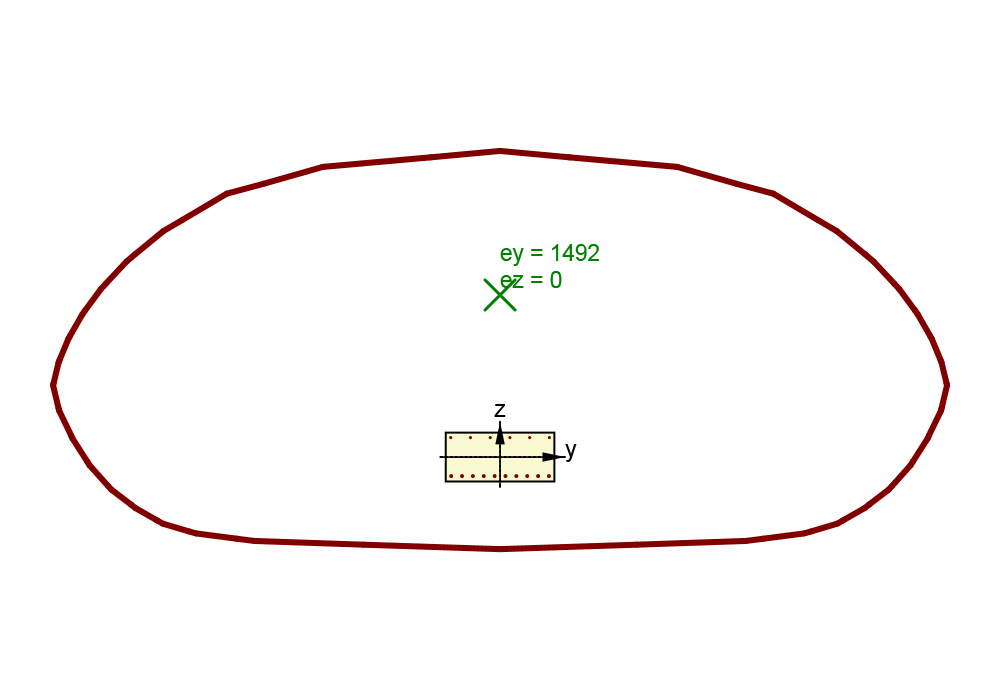 ey = 1492
ez = 0
z
y